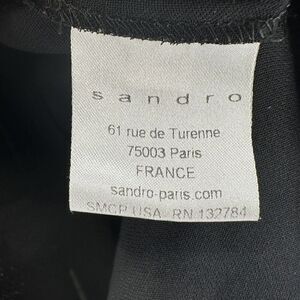 sandro
61 rue de Turenne
75003 Paris
FRANCE
sandro-paris.com
SMCP USA RN 132784